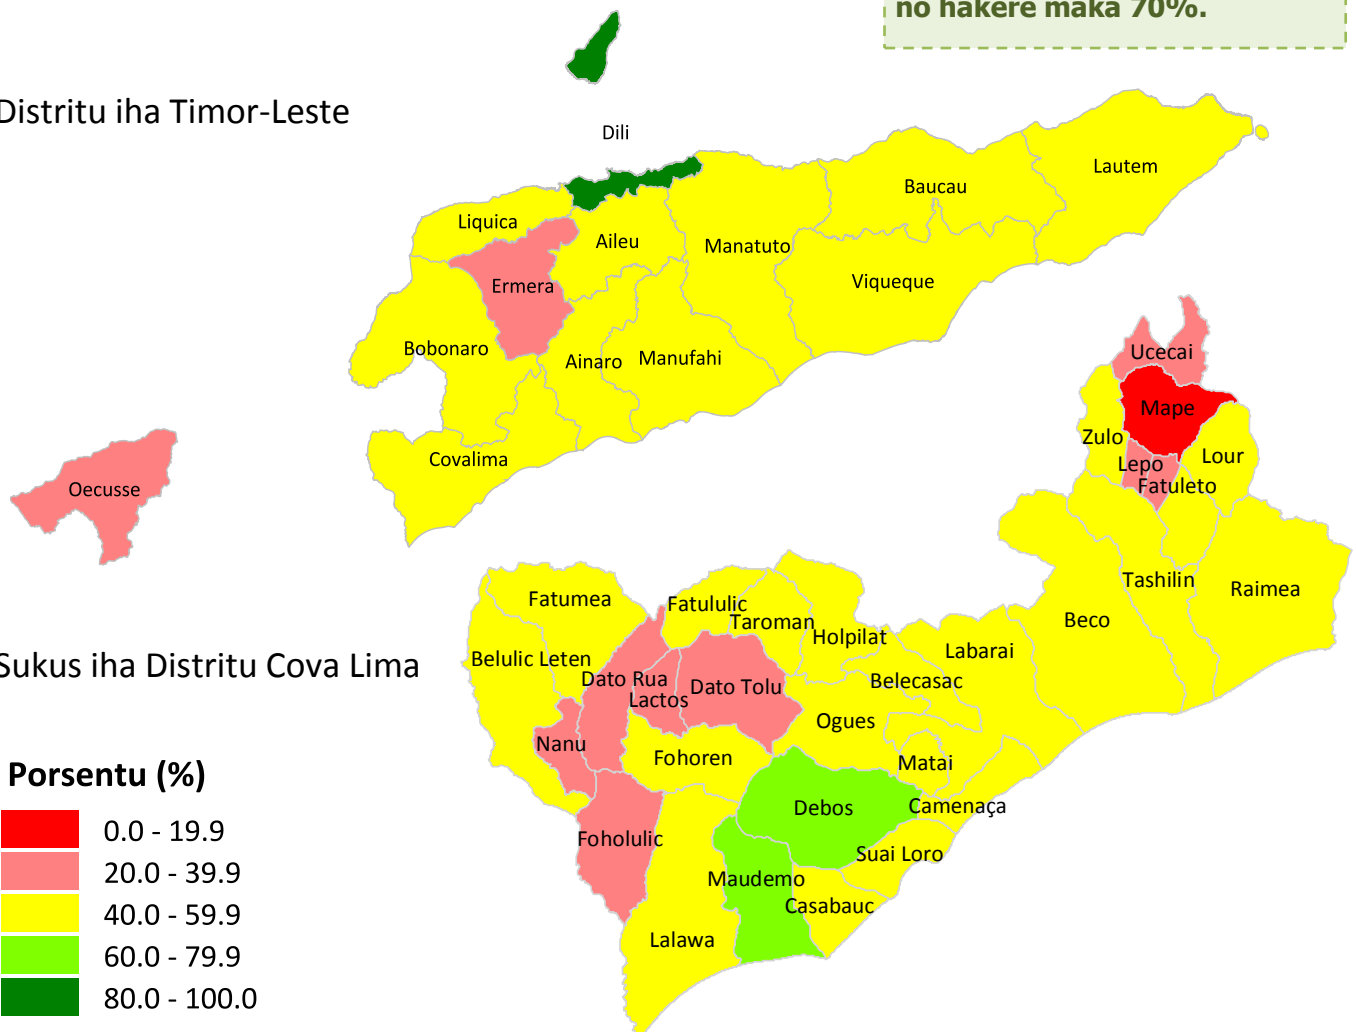 no hakere maka 70%.
Distritu iha Timor-Leste
Dili
Lautem
Baucau
Liquica
Aileu
Manatuto
Viqueque
Ermera
Bobonaro
Ainaro
Manufahi
Covalima
Oecusse
Ucecai
Mape
Zulo
Lepo
Lour
Fatuleto
Tashilin
Raimea
Beco
Fatumea
Fatululic
Taroman
Holpilat
Labarai
Sukus iha Distritu Cova Lima
Belulic Leten
Dato Rua
Lactos
Dato Tolu
Belecasac
Ogues
Nanu
Fohoren
Matai
Debos
Camenaça
Foholulic
Suai Loro
Maudemo
Casabauc
Lalawa
Porsentu (%)
0.0 - 19.9
20.0 - 39.9
40.0 - 59.9
60.0 - 79.9
80.0 - 100.0